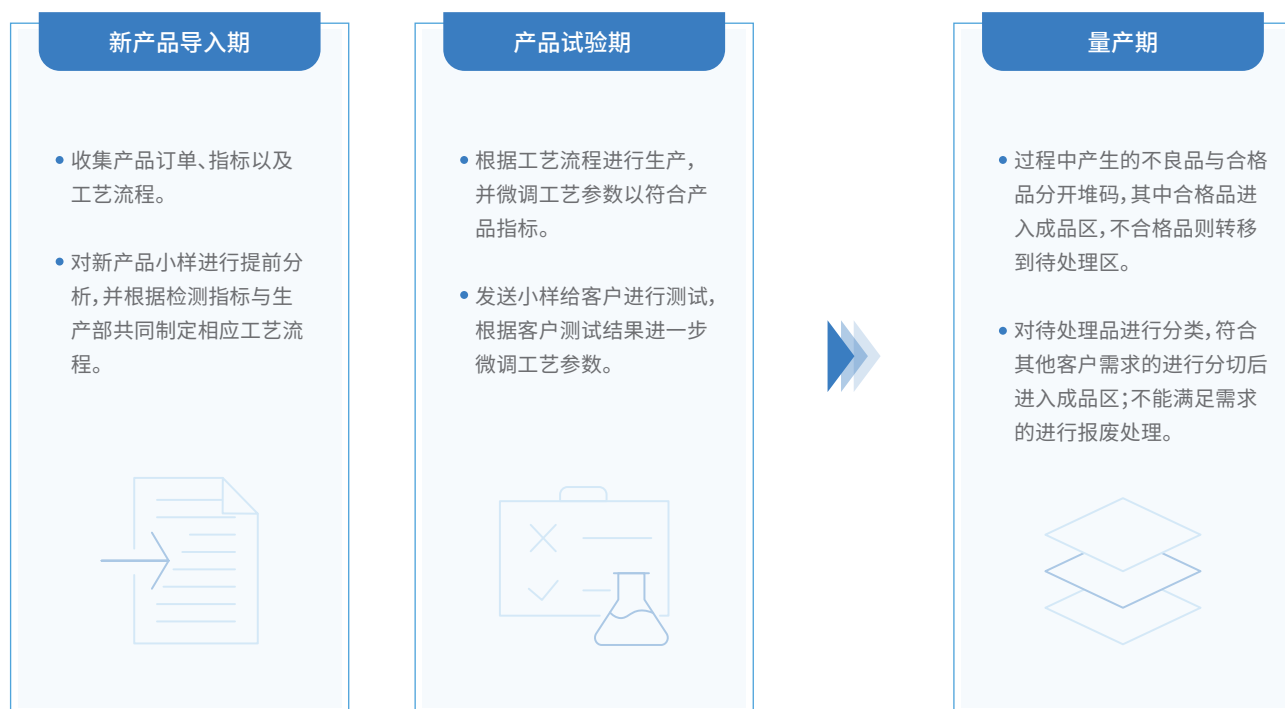 新产品导入期
收集产品订单、指标以及
工艺流程。
对新产品小样进行提前分
析,并根据检测指标与生
产部共同制定相应工艺流
程。
产品试验期
根据工艺流程进行生产,
并微调工艺参数以符合产
品指标。
发送小样给客户进行测试,
根据客户测试结果进一步
微调工艺参数。
量产期
过程中产生的不良品与合格
品分开堆码,其中合格品进
入成品区,不合格品则转移
到待处理区。
对待处理品进行分类,符合
其他客户需求的进行分切后
进入成品区;不能满足需求
的进行报废处理。